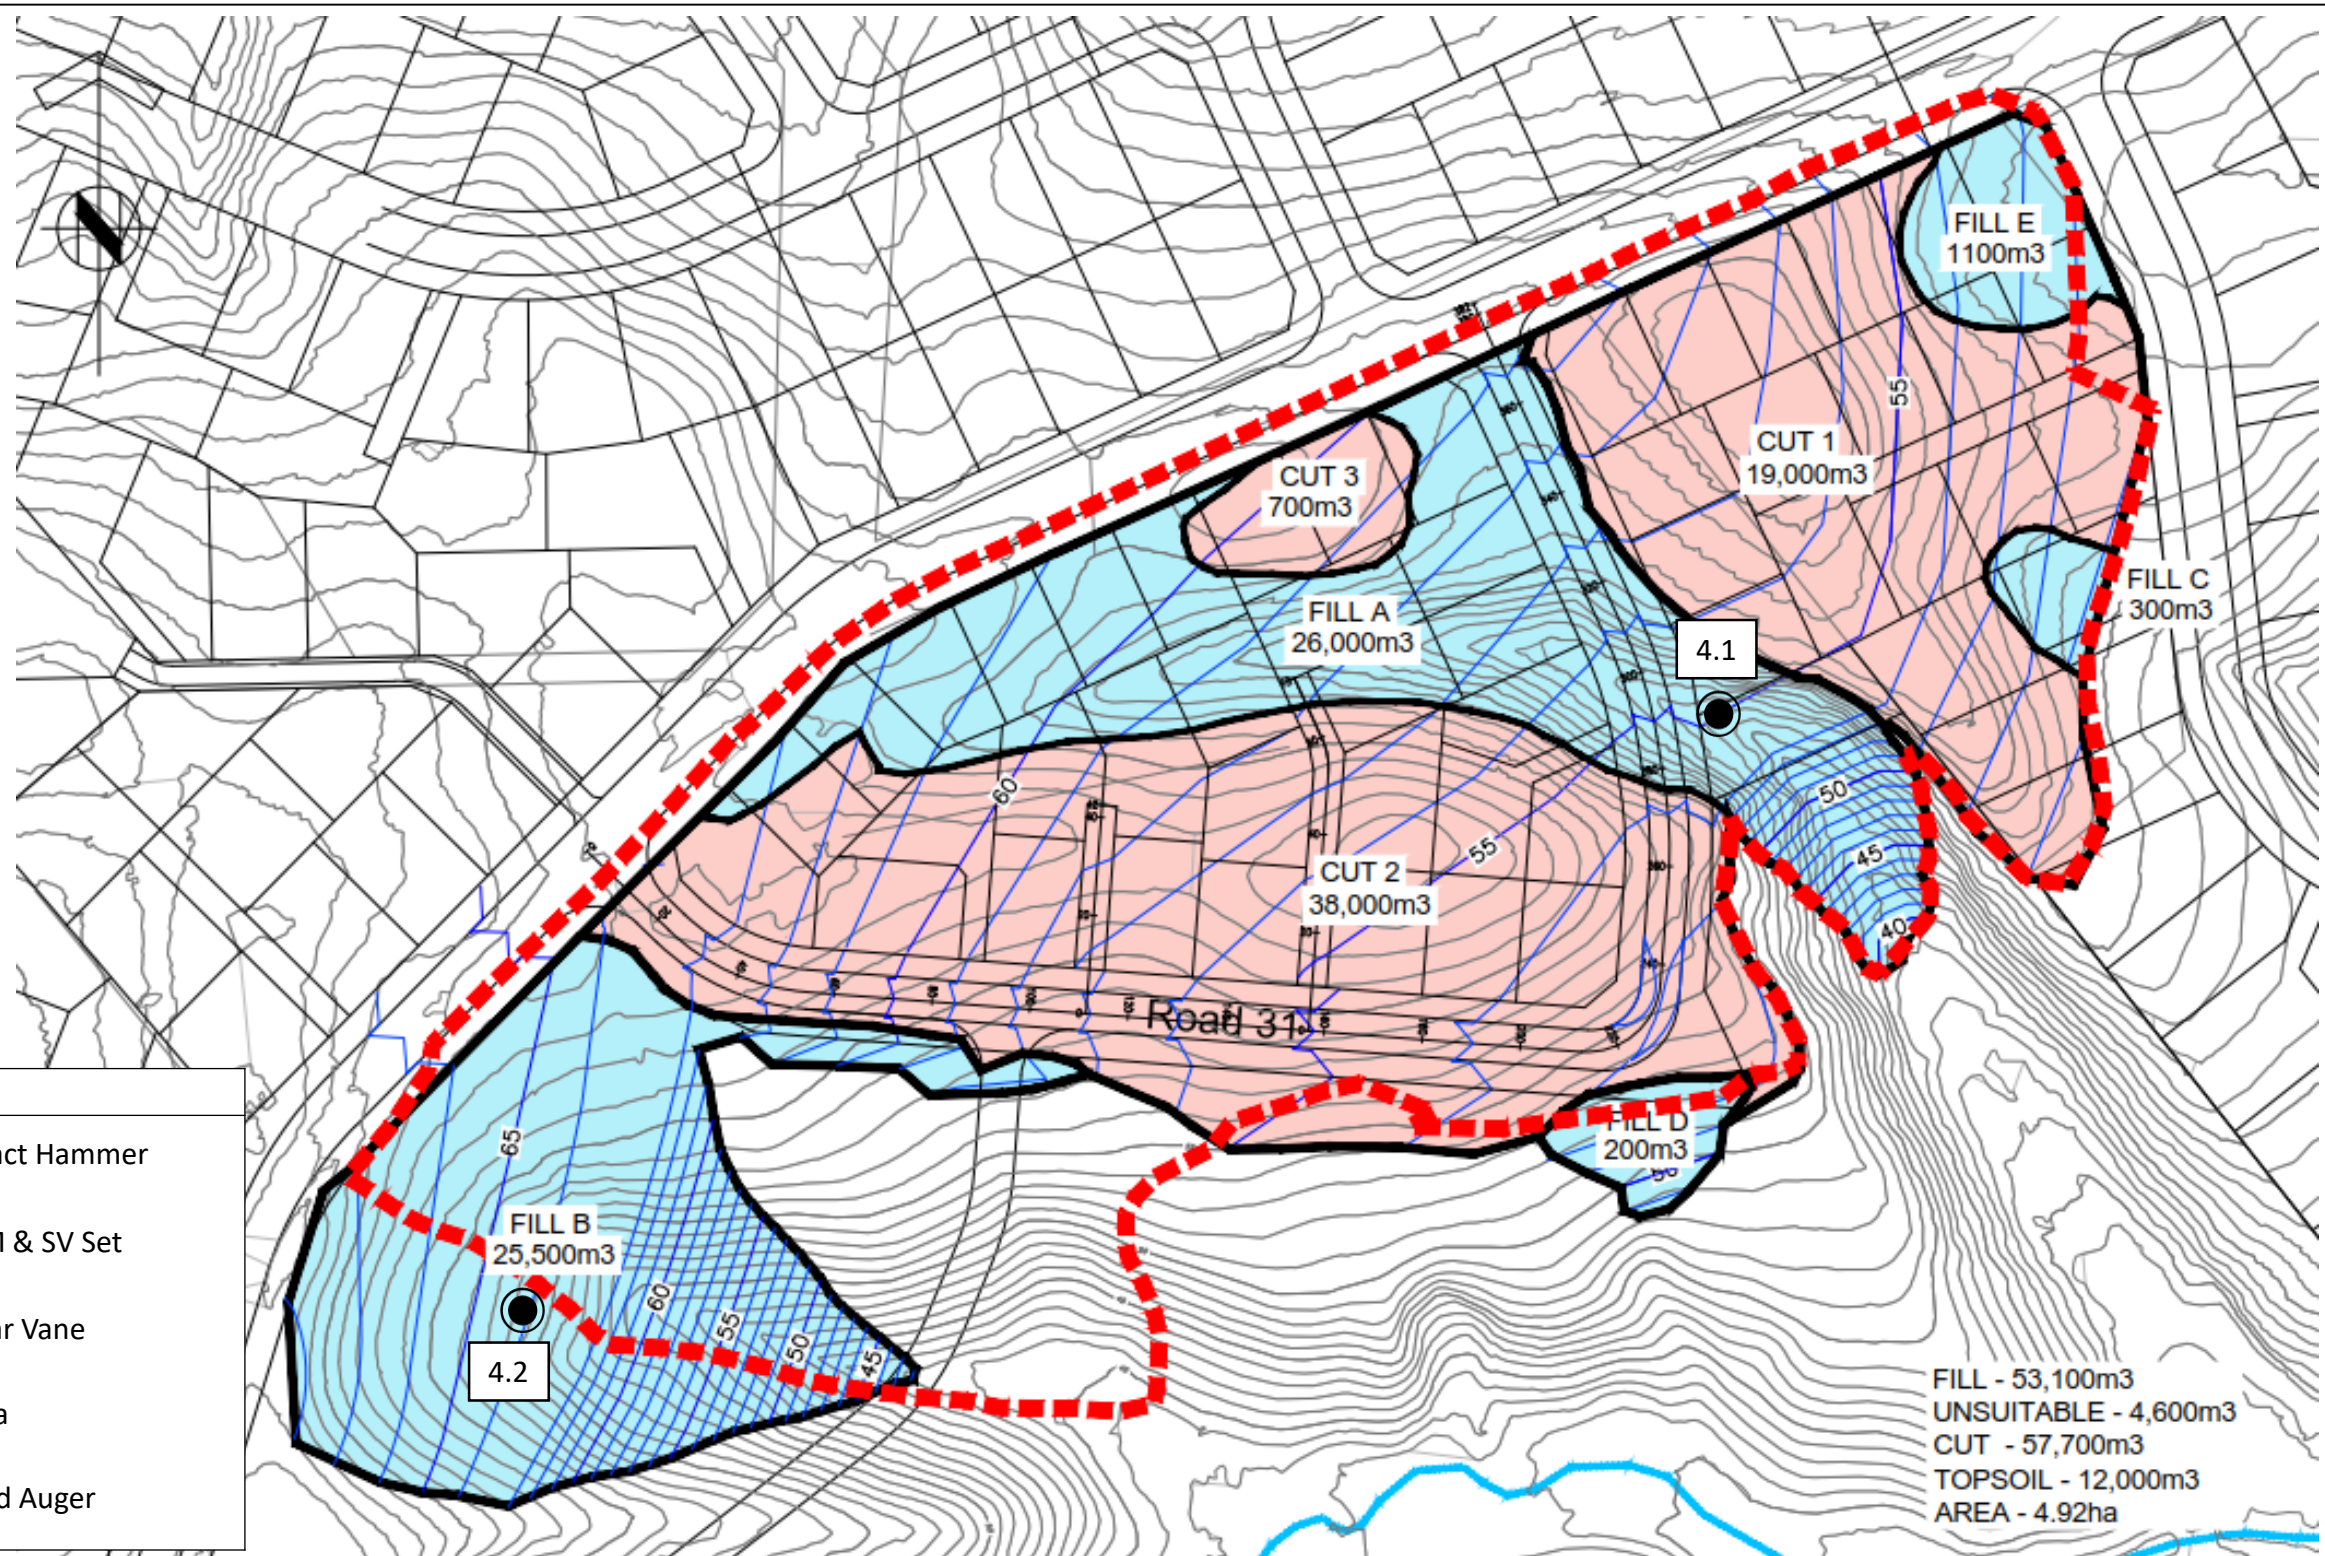 FILL E
1100m3
55
CUT 1
19,000m3
CUT 3
700m3
FILL C
300m3
FILL A
26,000m3
4.1
60
50
55
45
CUT 2
38,000m3
40
Road 31
65
FILL D
200m3
50
FILL B
25,500m3
60
55
50
45
4.2
act Hammer
& SV Set
ar Vane
a
d Auger
FILL - 53,100m3
UNSUITABLE - 4,600m3
CUT - 57,700m3
TOPSOIL - 12,000m3
AREA - 4.92ha